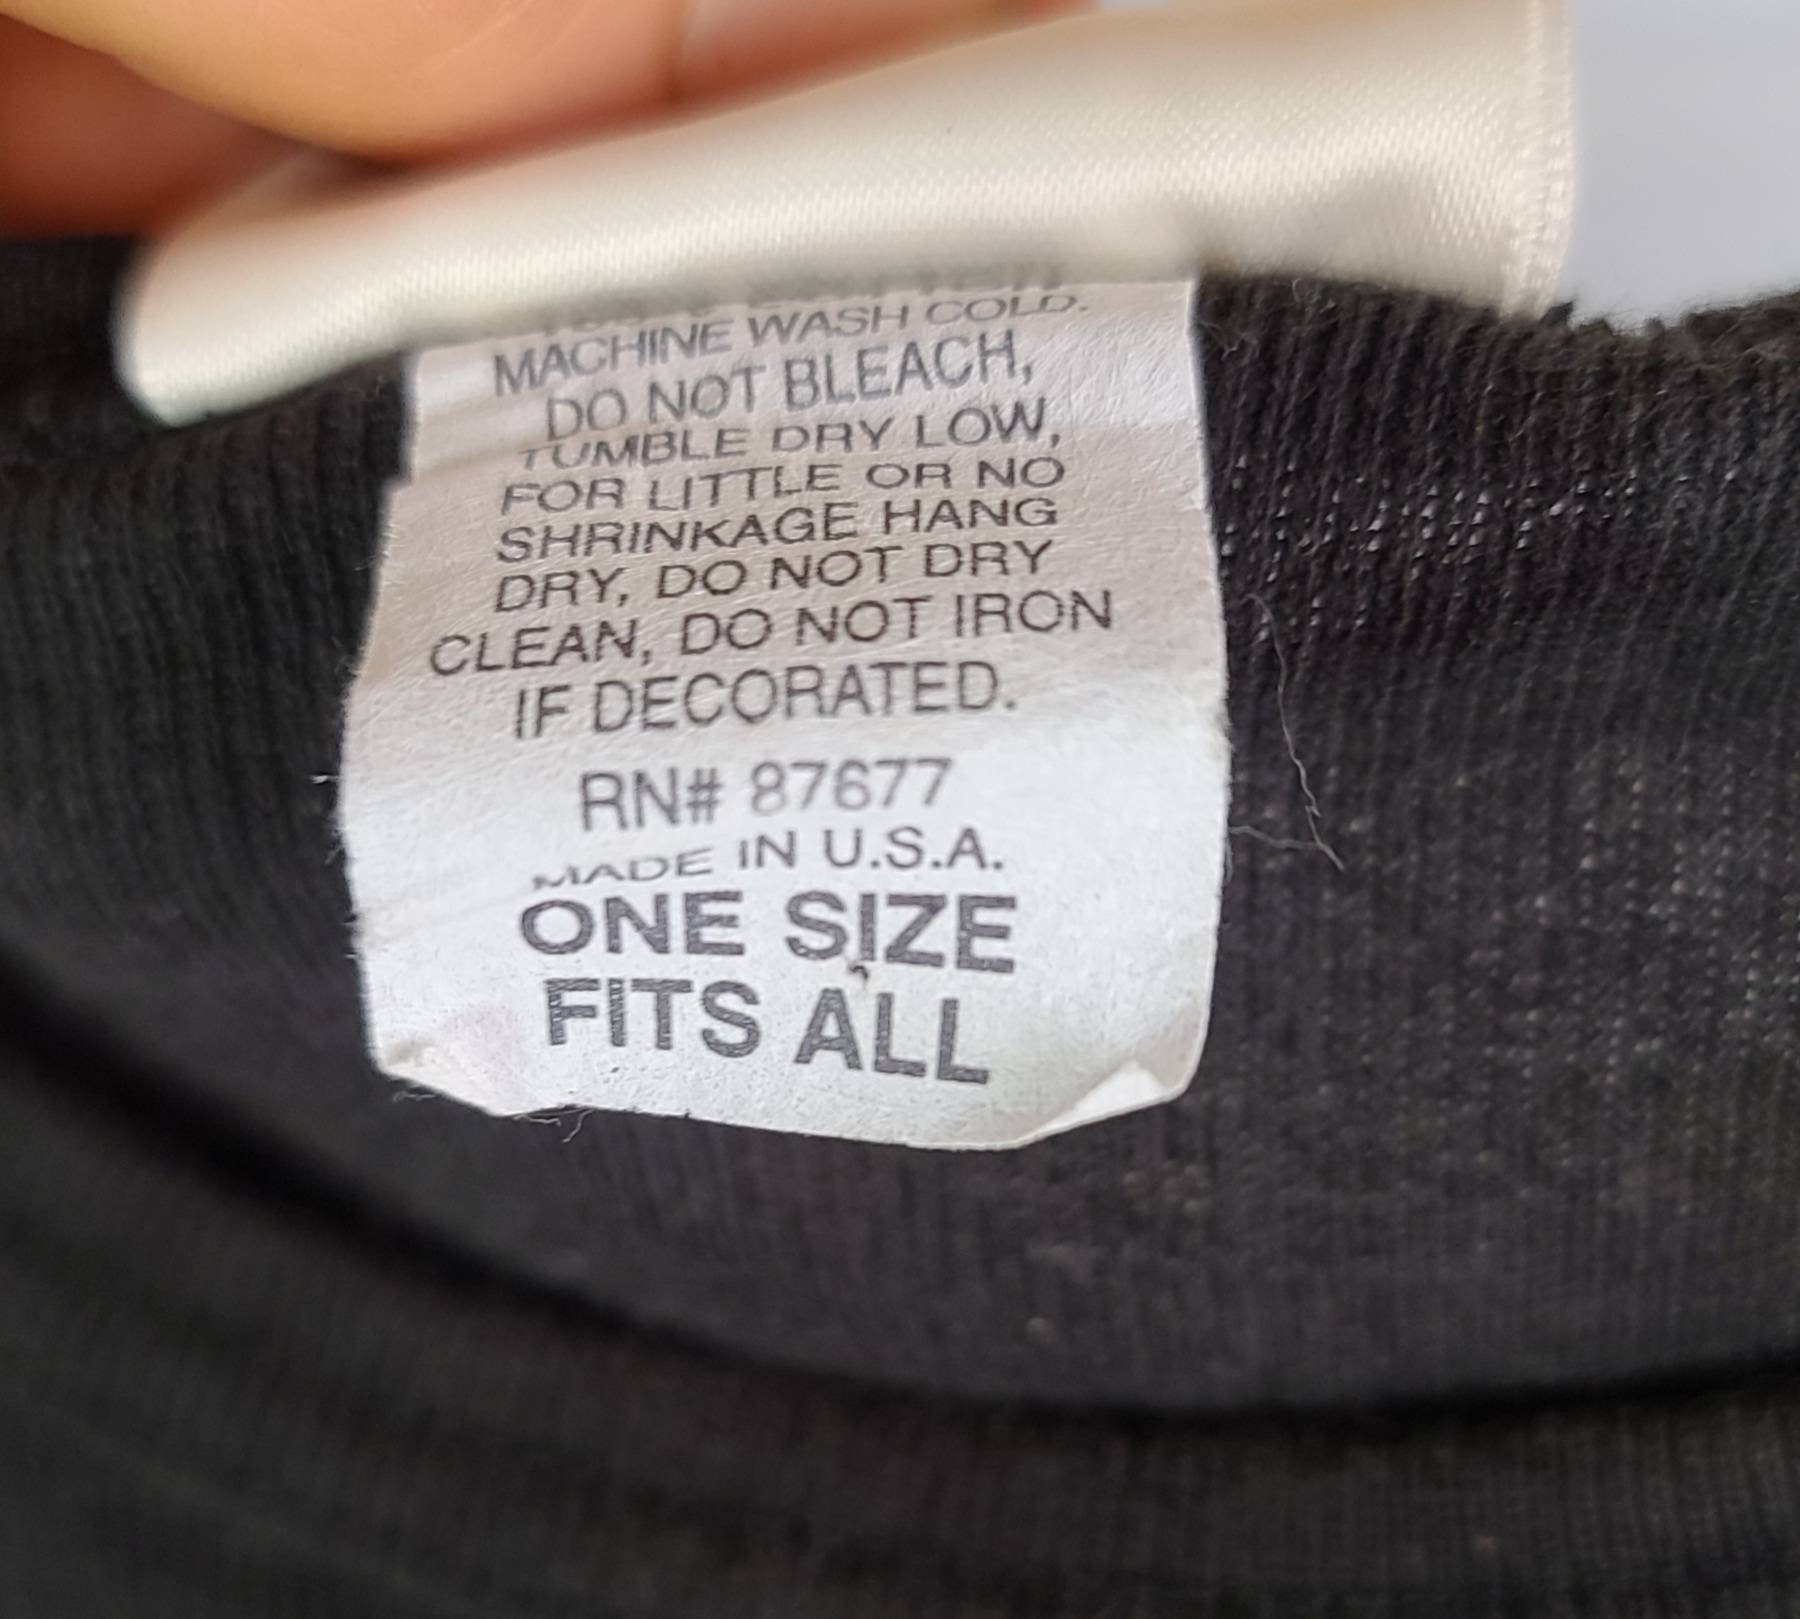 MACHINE WASH COLD.
DO NOT BLEACH,
TUMBLE DRY LOW,
FOR LITTLE OR NO
SHRINKAGE HANG
DRY, DO NOT DRY
CLEAN, DO NOT IRON
IF DECORATED.
RN# 87677
MADE IN U.S.A.
ONE SIZE
FITS ALL